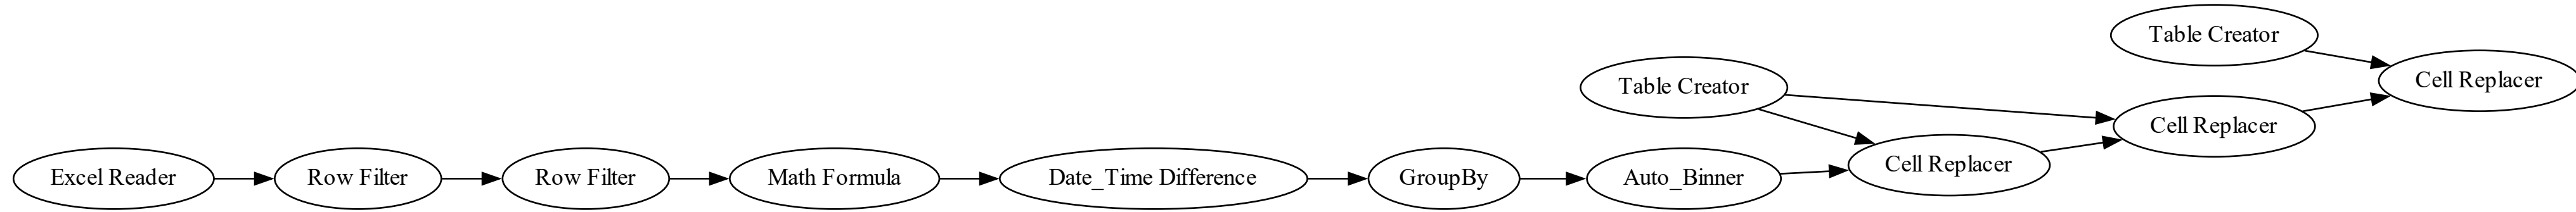 Table Creator
Cell Replacer
Table Creator
Cell Replacer
Cell Replacer
Excel Reader
Row Filter
Row Filter
Math Formula
Date_Time Difference
GroupBy
Auto_Binner